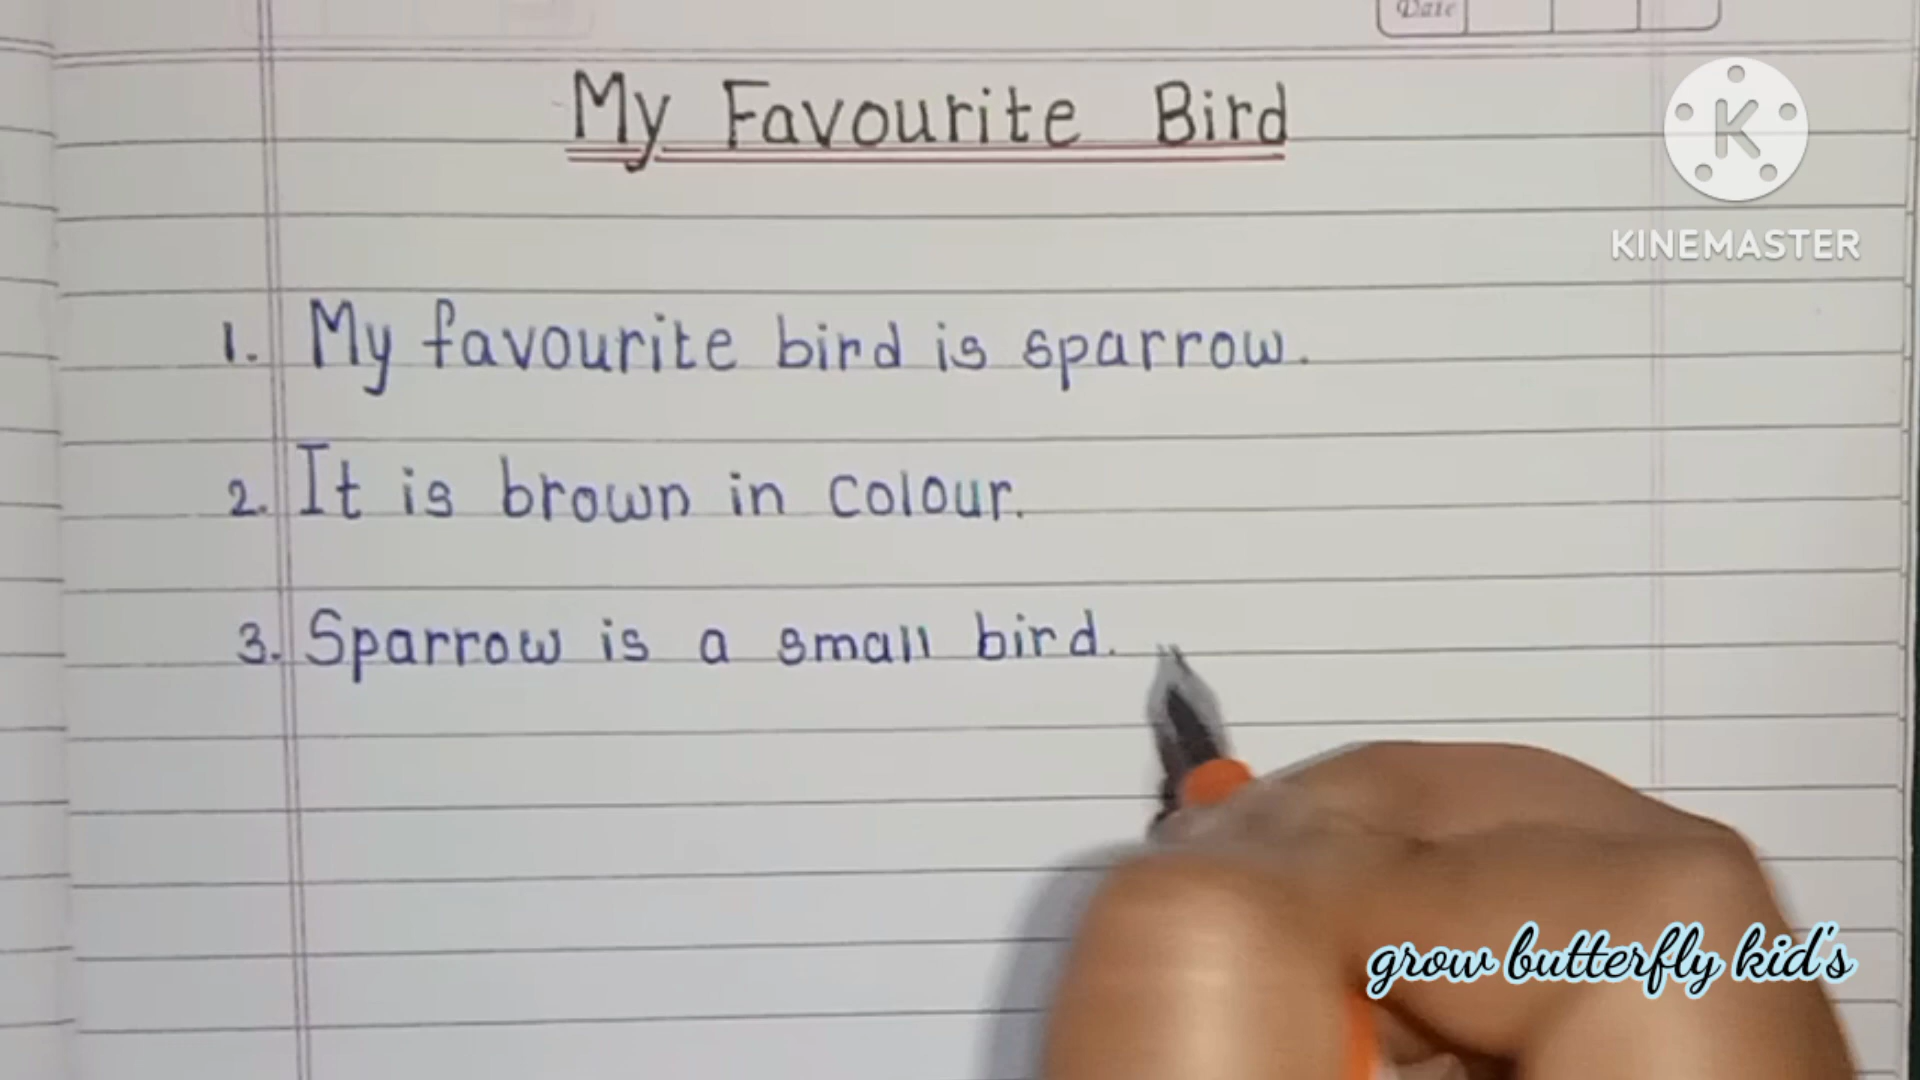 Date
My Favourite Bird
KINEMASTER
1. My favourite bird is sparrow.
2. It is brown in colour.
3. Sparrow is a small bird.
grow butterfly kid's